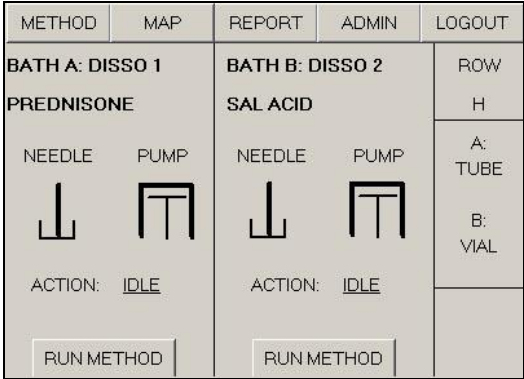 METHOD MAP REPORT ADMIN LOGOUT
BATH A: DISSO 1 BATH B: DISSO 2 ROW
PREDNISONE SAL ACID H
NEEDLE PUMP NEEDLE PUMP A:
TUBE
B:
VIAL
ACTION: IDLE ACTION: IDLE
RUN METHOD RUN METHOD